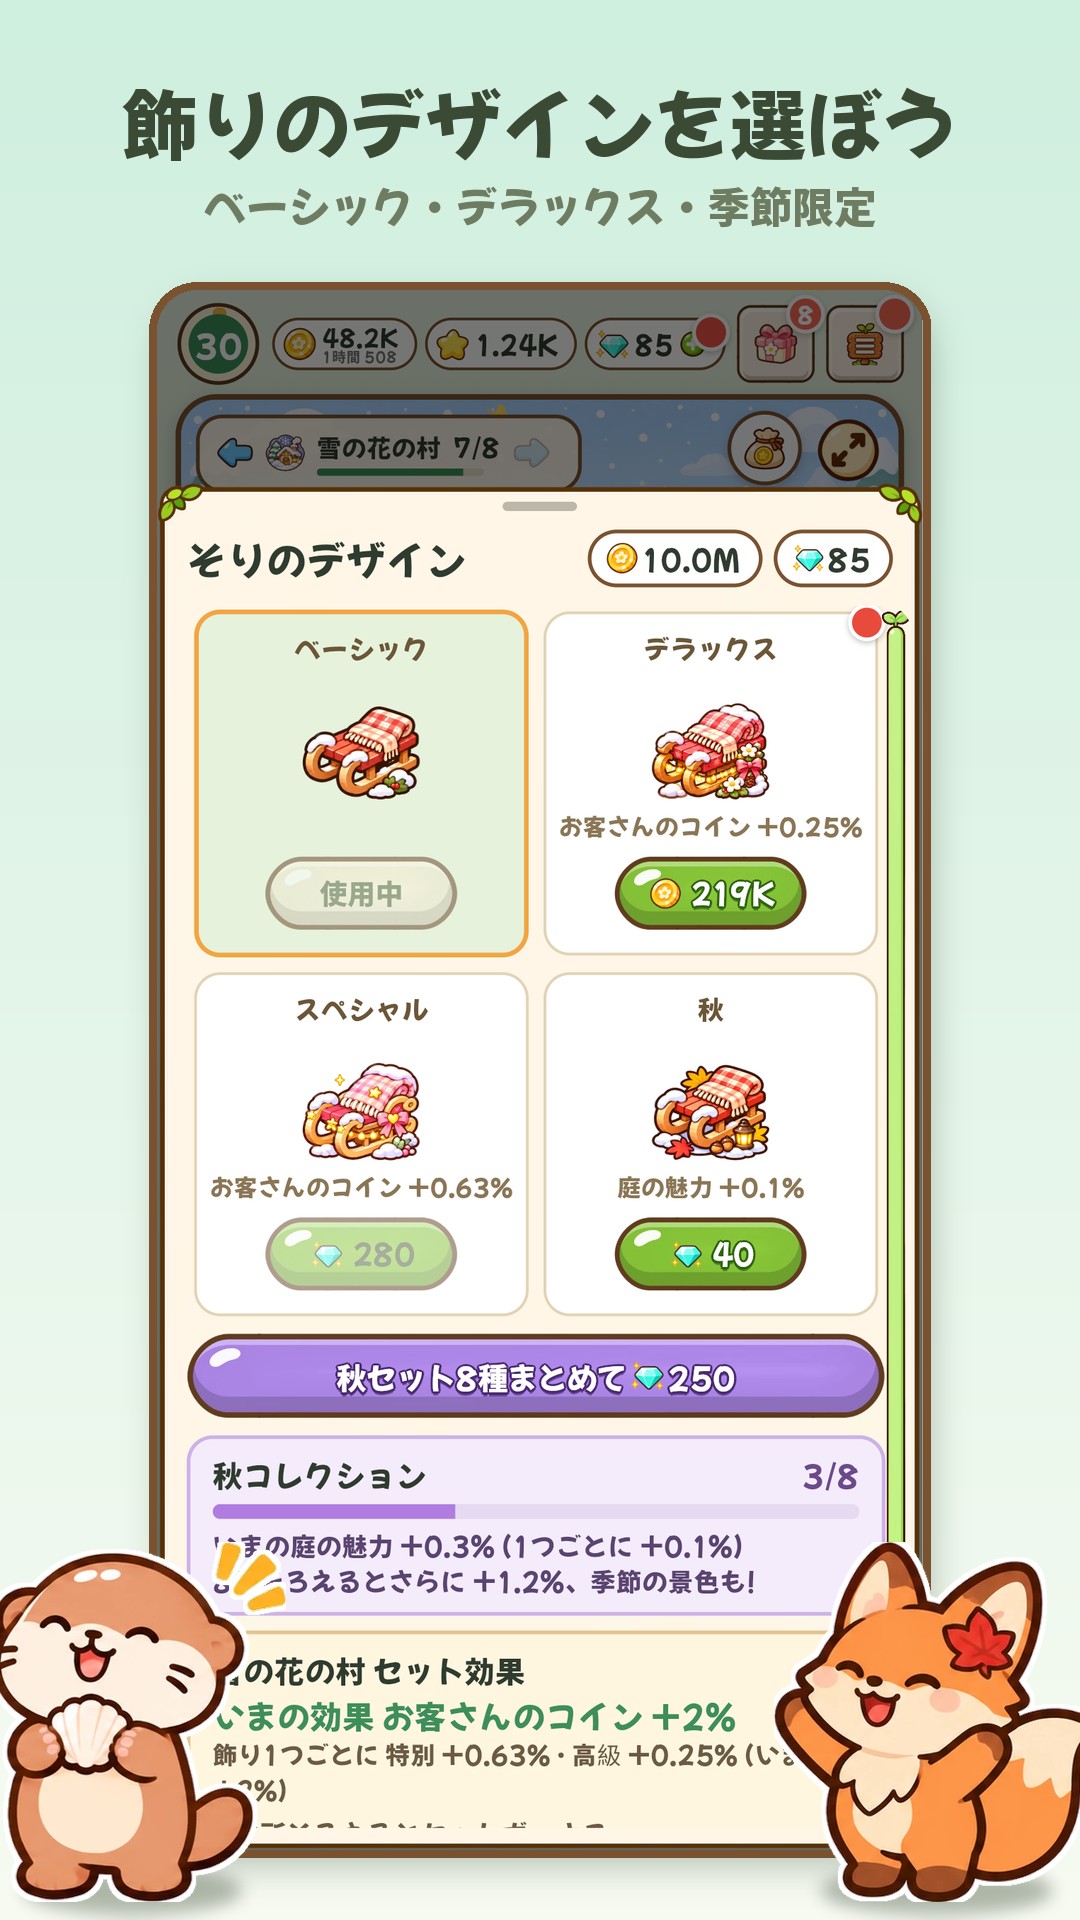 飾りのデザインを選ぼう
ベーシック・デラックス・季節限定
30
48.2K
1時間 508
1.24K
85
8
雪の花の村 7/8
そりのデザイン
10.0M
85
ベーシック
使用中
デラックス
お客さんのコイン +0.25%
219K
スペシャル
お客さんのコイン +0.63%
280
秋
庭の魅力 +0.1%
40
秋セット8種まとめて 250
秋コレクション
3/8
いまの庭の魅力 +0.3% (1つごとに +0.1%)
ろえるとさらに +1.2%、季節の景色も!
の花の村 セット効果
いまの効果 お客さんのコイン +2%
飾り1つごとに 特別 +0.63%・高級 +0.25% (い
2%)